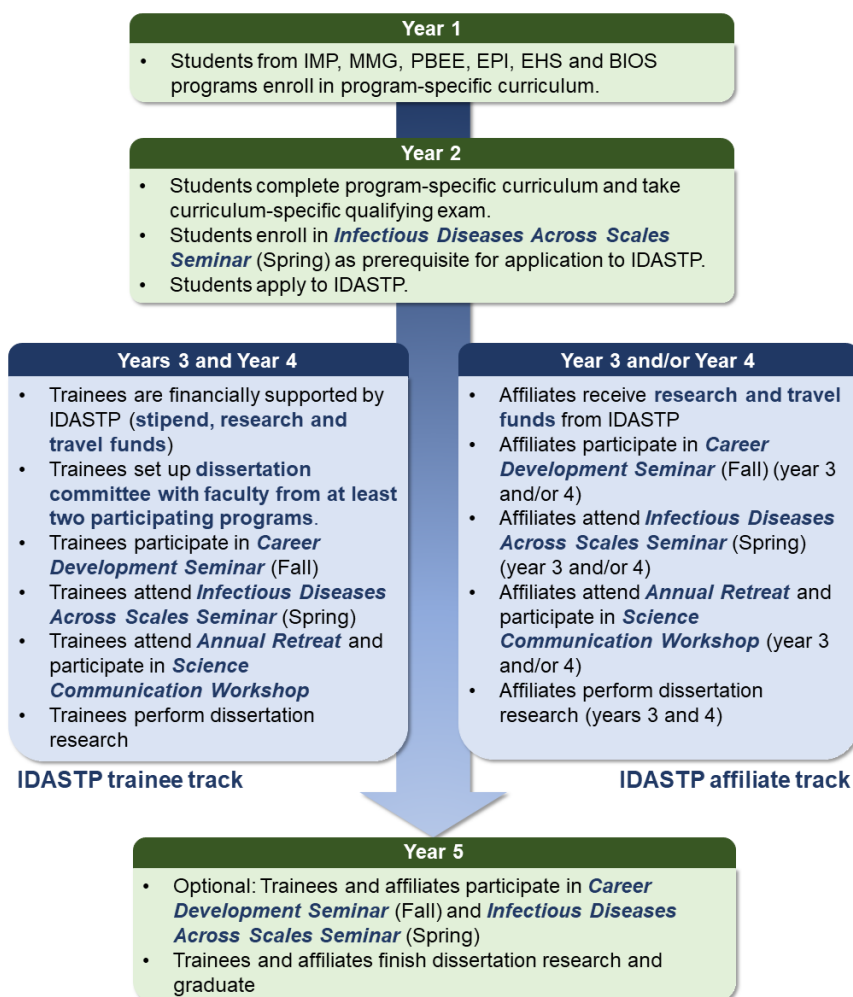 Year 1
• Students from IMP, MMG, PBEE, EPI, EHS and BIOS
programs enroll in program-specific curriculum.
Year 2
• Students complete program-specific curriculum and take
curriculum-specific qualifying exam.
• Students enroll in Infectious Diseases Across Scales
Seminar (Spring) as prerequisite for application to IDASTP.
• Students apply to IDASTP.
Years 3 and Year 4
• Trainees are financially supported by
IDASTP (stipend, research and
travel funds)
• Trainees set up dissertation
committee with faculty from at least
two participating programs.
• Trainees participate in Career
Development Seminar (Fall)
• Trainees attend Infectious Diseases
Across Scales Seminar (Spring)
• Trainees attend Annual Retreat and
participate in Science
Communication Workshop
• Trainees perform dissertation
research
IDASTP trainee track
Year 3 and/or Year 4
• Affiliates receive research and travel
funds from IDASTP
• Affiliates participate in Career
Development Seminar (Fall) (year 3
and/or 4)
• Affiliates attend Infectious Diseases
Across Scales Seminar (Spring)
(year 3 and/or 4)
• Affiliates attend Annual Retreat and
participate in Science
Communication Workshop (year 3
and/or 4)
• Affiliates perform dissertation
research (years 3 and 4)
IDASTP affiliate track
Year 5
• Optional: Trainees and affiliates participate in Career
Development Seminar (Fall) and Infectious Diseases
Across Scales Seminar (Spring)
• Trainees and affiliates finish dissertation research and
graduate